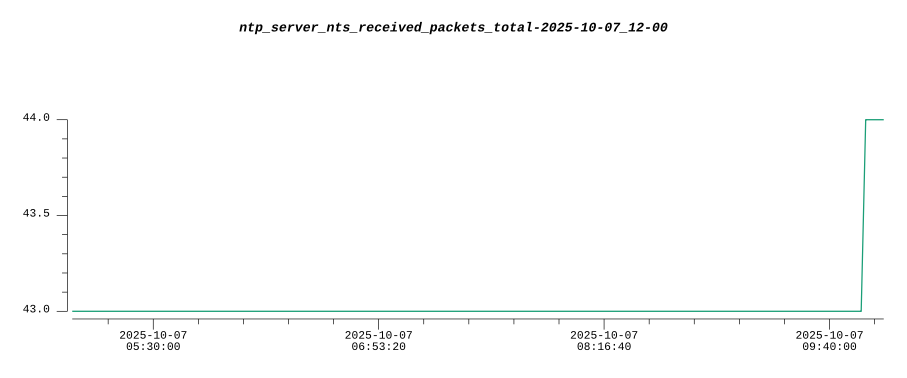 ntp_server_nts_received_packets_total-2025-10-07_12-00
44.0
43.5
43.0
2025-10-07 2025-10-07 2025-10-07 2025-10-07
05:30:00 06:53:20 08:16:40 09:40:00